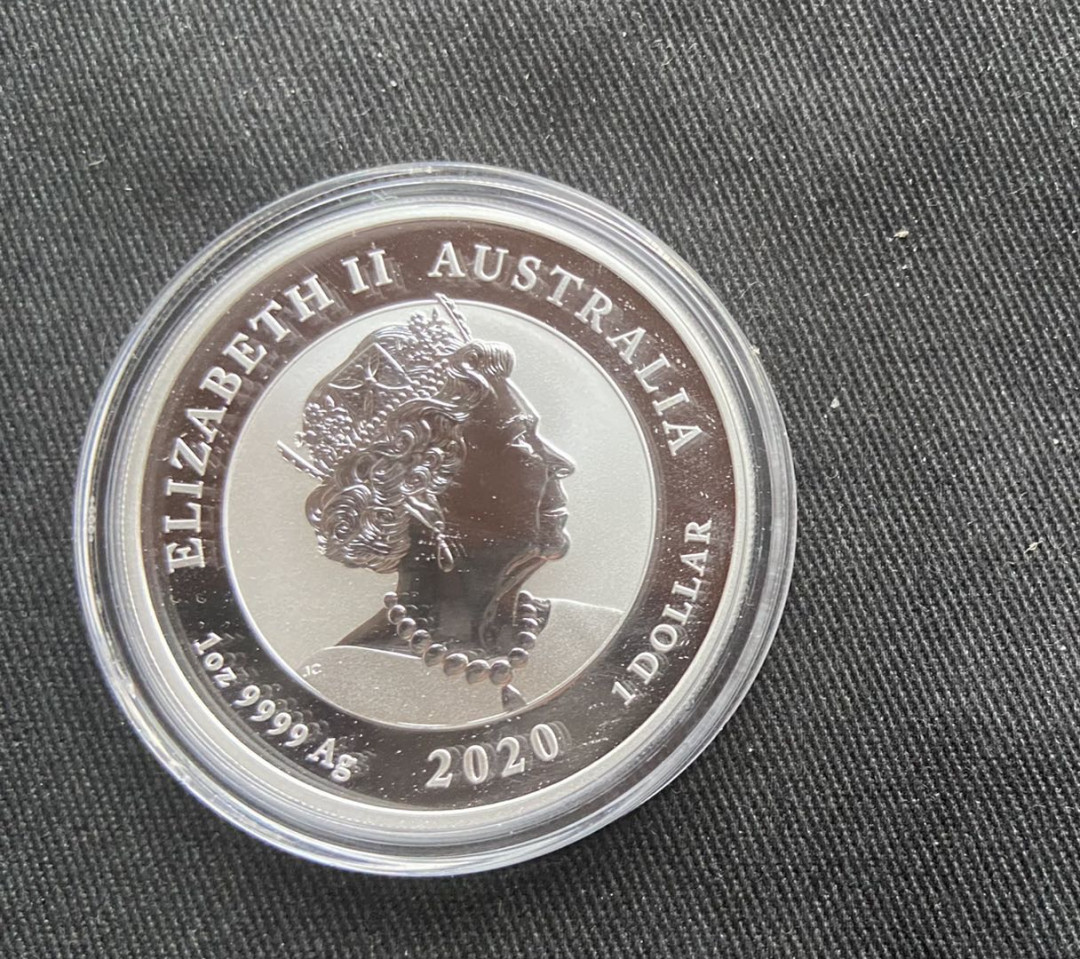 ELIZABETH II AUSTRALIA
1oz 9999 Ag
2020
1 DOLLAR
JC